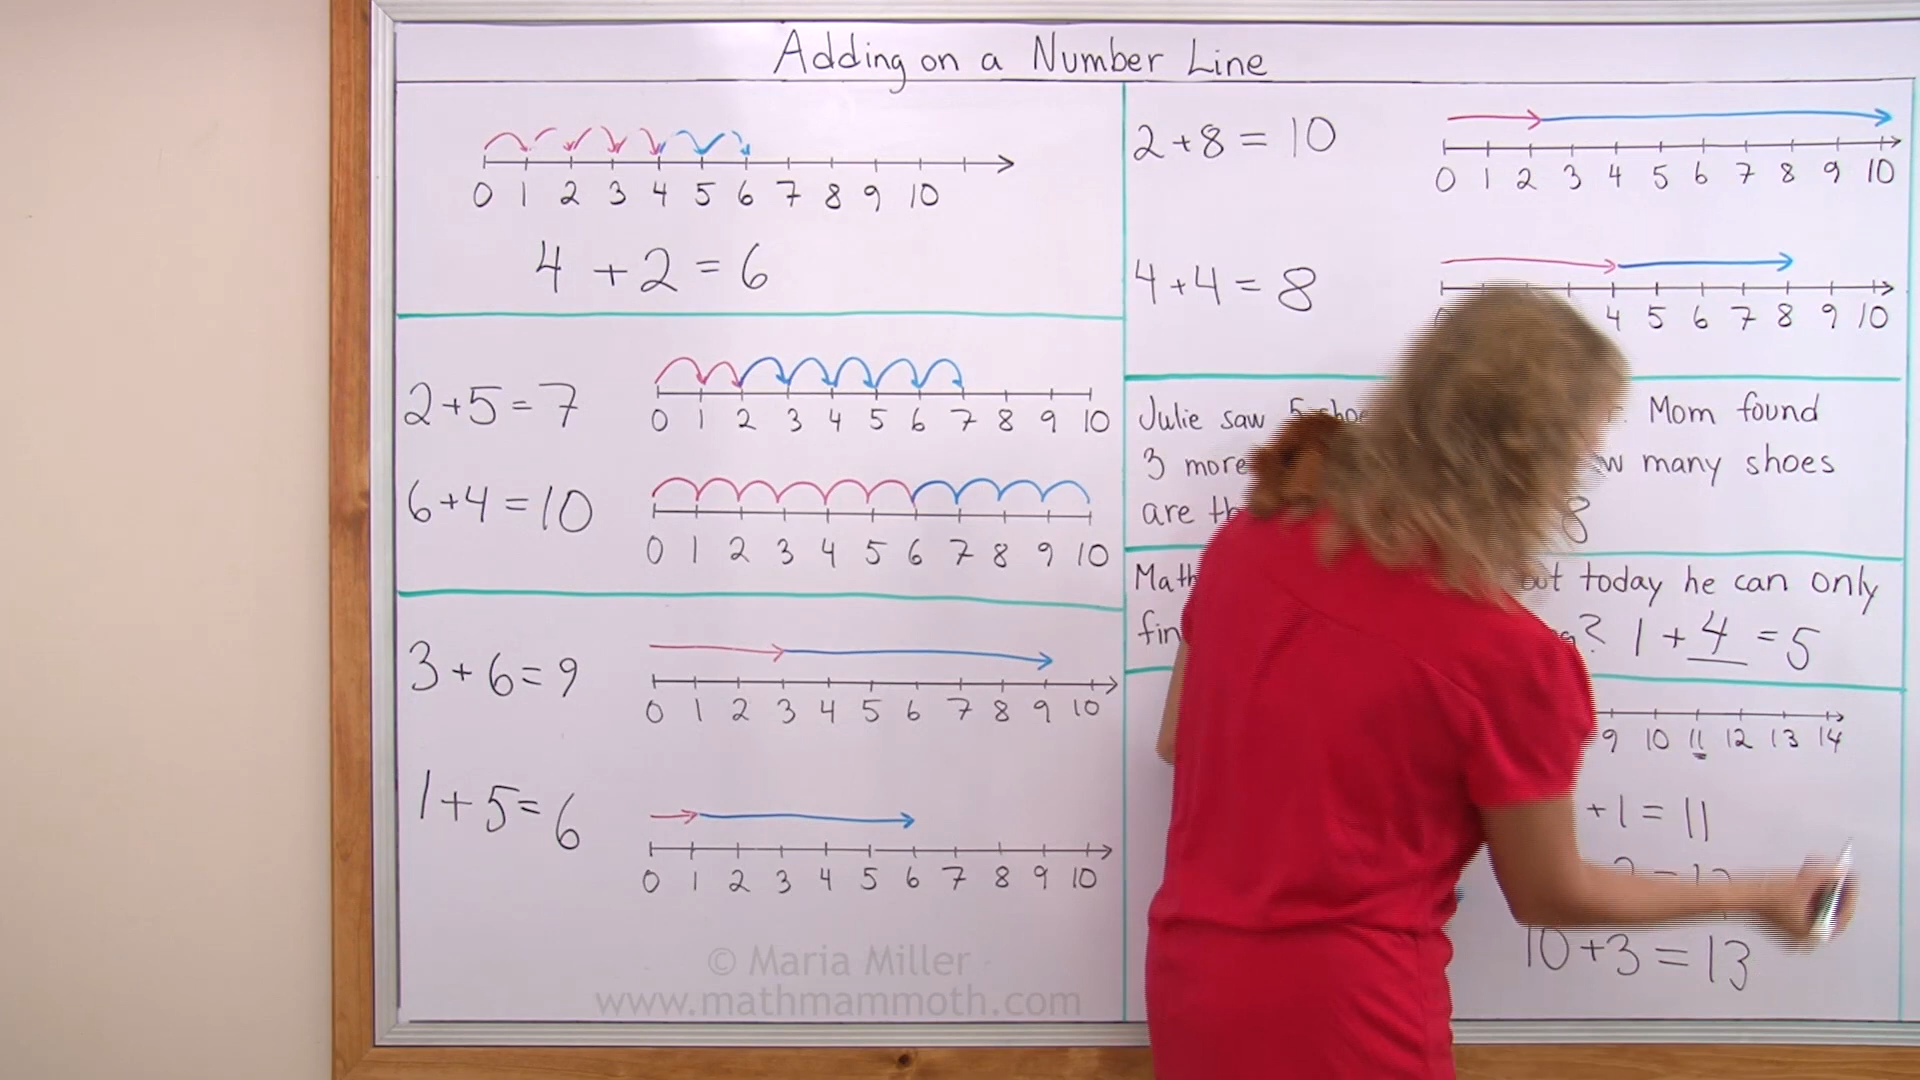 Adding on a Number Line
0 1 2 3 4 5 6 7 8 9 10
4 + 2 = 6
2+5=7
0 1 2 3 4 5 6 7 8 9 10
6+4=10
0 1 2 3 4 5 6 7 8 9 10
3+6=9
0 1 2 3 4 5 6 7 8 9 10
1+5=6
0 1 2 3 4 5 6 7 8 9 10
2+8=10
0 1 2 3 4 5 6 7 8 9 10
4+4=8
4 5 6 7 8 9 10
Julie saw 5 Mom found
3 more many shoes
are 8
today he can only
1 + 4 = 5
9 10 11 12 13 14
+1 = 11
10+3=13
© Maria Miller
www.mathmammoth.com